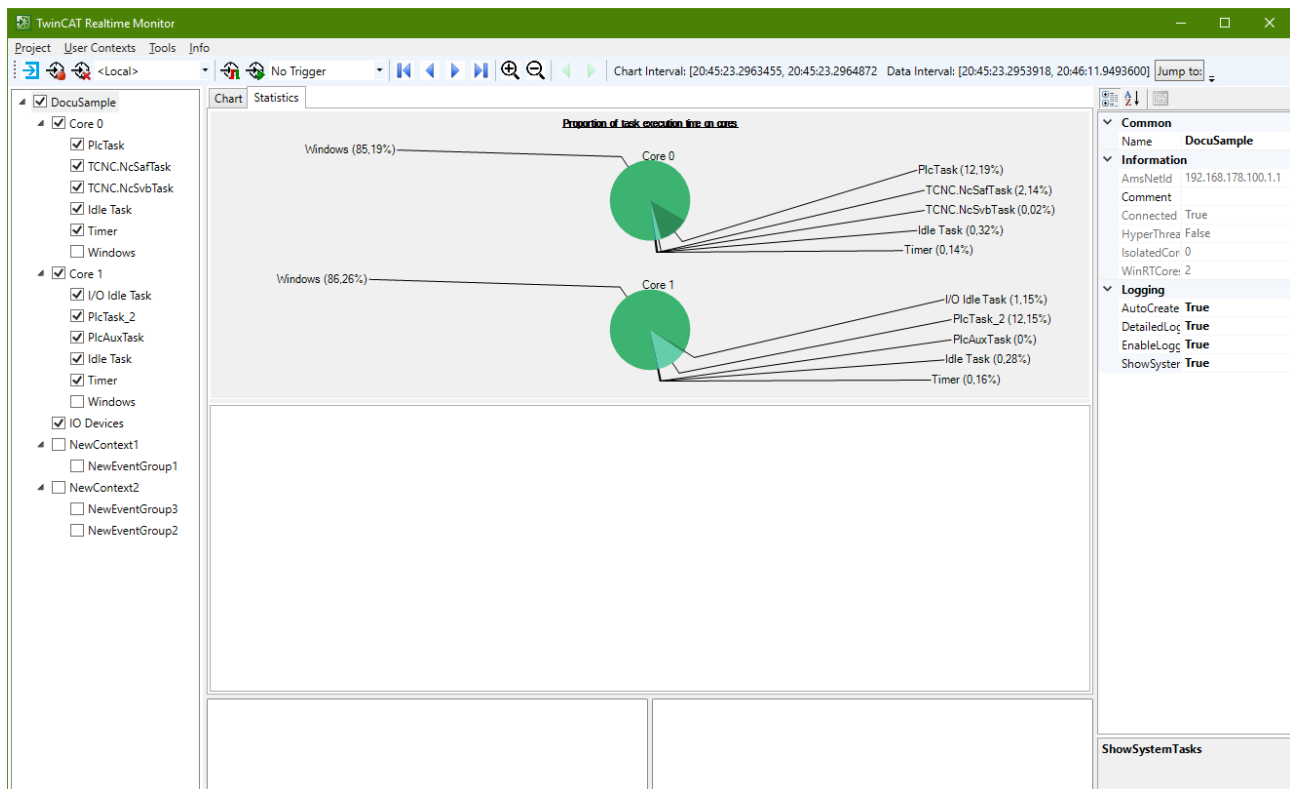 TwinCAT Realtime Monitor
Project User Contexts Tools Info
<Local> No Trigger Chart Interval: [20:45:23.2963455, 20:45:23.2964872 Data Interval: [20:45:23.2953918, 20:46:11.9493600] Jump to:
DocuSample
Core 0
PlcTask
TCNC.NcSafTask
TCNC.NcSvbTask
Idle Task
Timer
Windows
Core 1
I/O Idle Task
PlcTask_2
PlcAuxTask
Idle Task
Timer
Windows
IO Devices
NewContext1
NewEventGroup1
NewContext2
NewEventGroup3
NewEventGroup2
Chart Statistics
Proportion of task execution time on cores
Windows (85,19%)
Core 0
PlcTask (12,19%)
TCNC.NcSafTask (2,14%)
TCNC.NcSvbTask (0,02%)
Idle Task (0,32%)
Timer (0,14%)
Windows (86,26%)
Core 1
I/O Idle Task (1,15%)
PlcTask_2 (12,15%)
PlcAuxTask (0%)
Idle Task (0,28%)
Timer (0,16%)
Common
Name DocuSample
Information
AmsNetId 192.168.178.100.1.1
Comment
Connected True
HyperThrea False
IsolatedCor 0
WinRTCore: 2
Logging
AutoCreate True
DetailedLog True
EnableLogg True
ShowSyster True
ShowSystemTasks